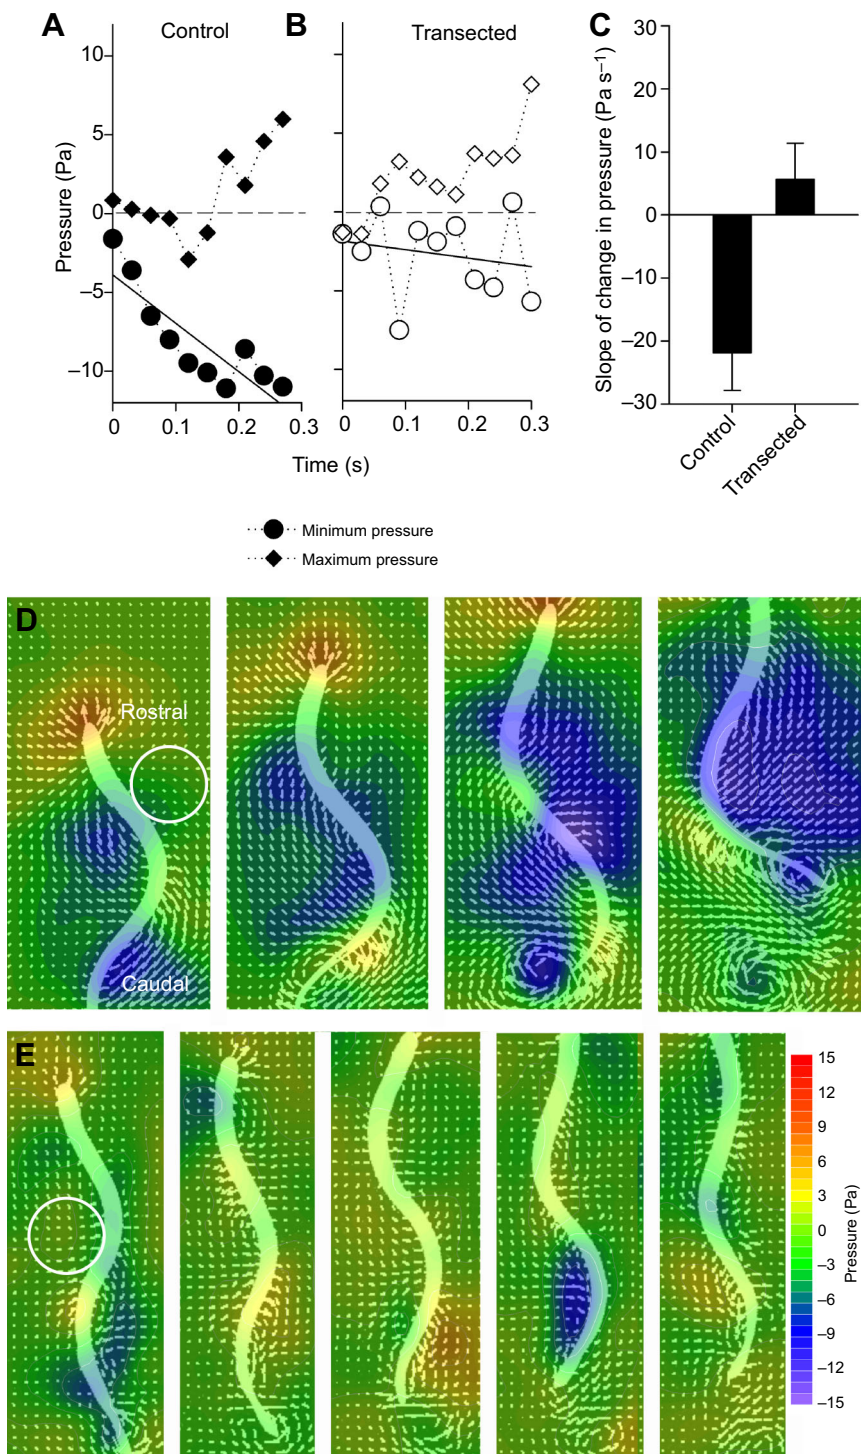 A
Control
B
Transected
C
10
5
0
–5
–10
Pressure (Pa)
0
0.1
0.2
0.3
0
0.1
0.2
0.3
Time (s)
30
20
10
0
–10
–20
–30
Slope of change in pressure (Pa s–1)
Control
Transected
Minimum pressure
Maximum pressure
D
Rostral
Caudal
E
15
12
9
6
3
0
–3
–6
–9
–12
–15
Pressure (Pa)